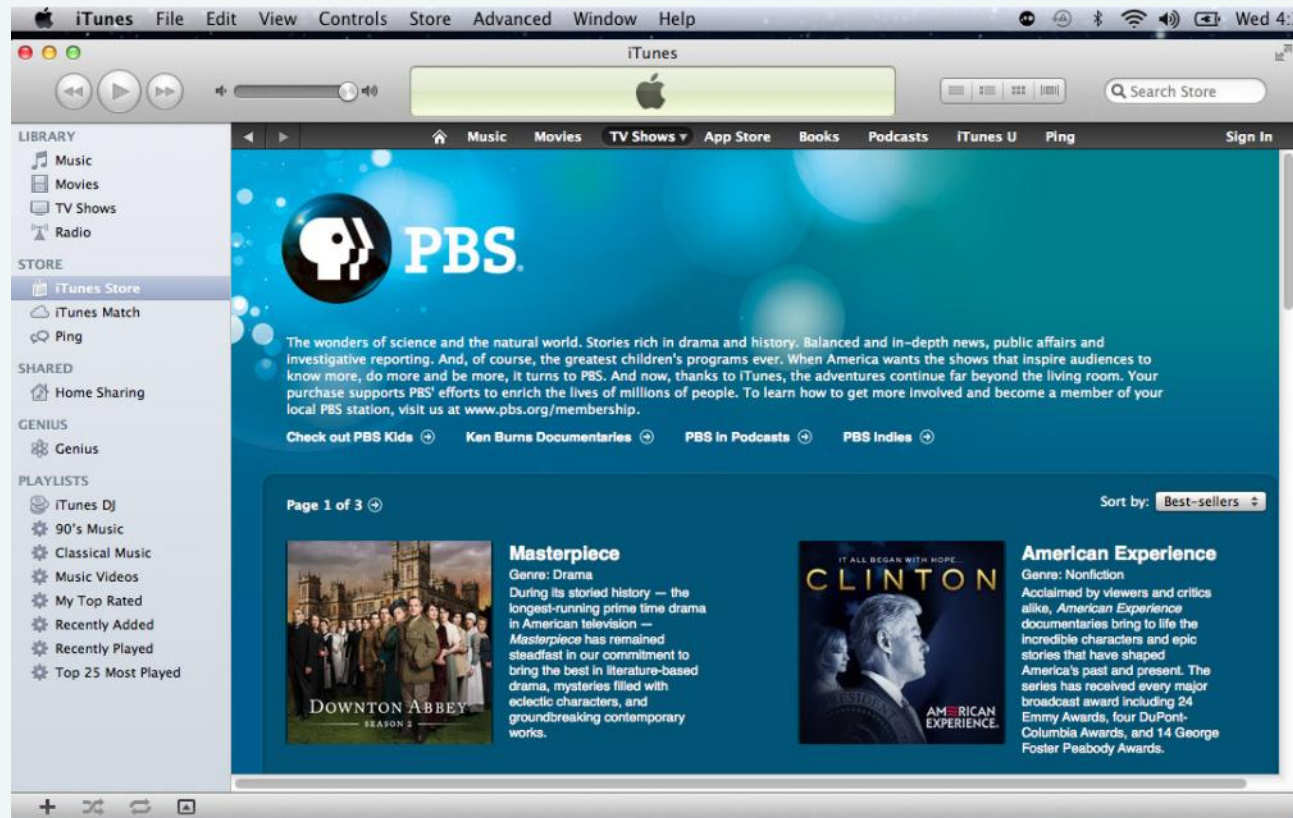 iTunes File Edit View Controls Store Advanced Window Help Wed 4:
iTunes
Search Store
LIBRARY
Music
Movies
TV Shows
Radio
STORE
iTunes Store
iTunes Match
Ping
SHARED
Home Sharing
GENIUS
Genius
PLAYLISTS
iTunes DJ
90's Music
Classical Music
Music Videos
My Top Rated
Recently Added
Recently Played
Top 25 Most Played
Music Movies TV Shows App Store Books Podcasts iTunes U Ping Sign In
PBS.
The wonders of science and the natural world. Stories rich in drama and history. Balanced and in-depth news, public affairs and
investigative reporting. And, of course, the greatest children's programs ever. When America wants the shows that inspire audiences to
know more, do more and be more, it turns to PBS. And now, thanks to iTunes, the adventures continue far beyond the living room. Your
purchase supports PBS' efforts to enrich the lives of millions of people. To learn how to get more involved and become a member of your
local PBS station, visit us at www.pbs.org/membership.
Check out PBS Kids Ken Burns Documentaries PBS in Podcasts PBS Indies
Page 1 of 3 Sort by: Best-sellers
DOWNTON ABBEY
SEASON 2
Masterpiece
Genre: Drama
During its storied history — the
longest-running prime time drama
in American television —
Masterpiece has remained
steadfast in our commitment to
bring the best in literature-based
drama, mysteries filled with
eclectic characters, and
groundbreaking contemporary
works.
IT ALL BEGAN WITH HOPE...
CLINTON
AMERICAN
EXPERIENCE.
American Experience
Genre: Nonfiction
Acclaimed by viewers and critics
alike, American Experience
documentaries bring to life the
incredible characters and epic
stories that have shaped
America's past and present. The
series has received every major
broadcast award including 24
Emmy Awards, four DuPont-
Columbia Awards, and 14 George
Foster Peabody Awards.